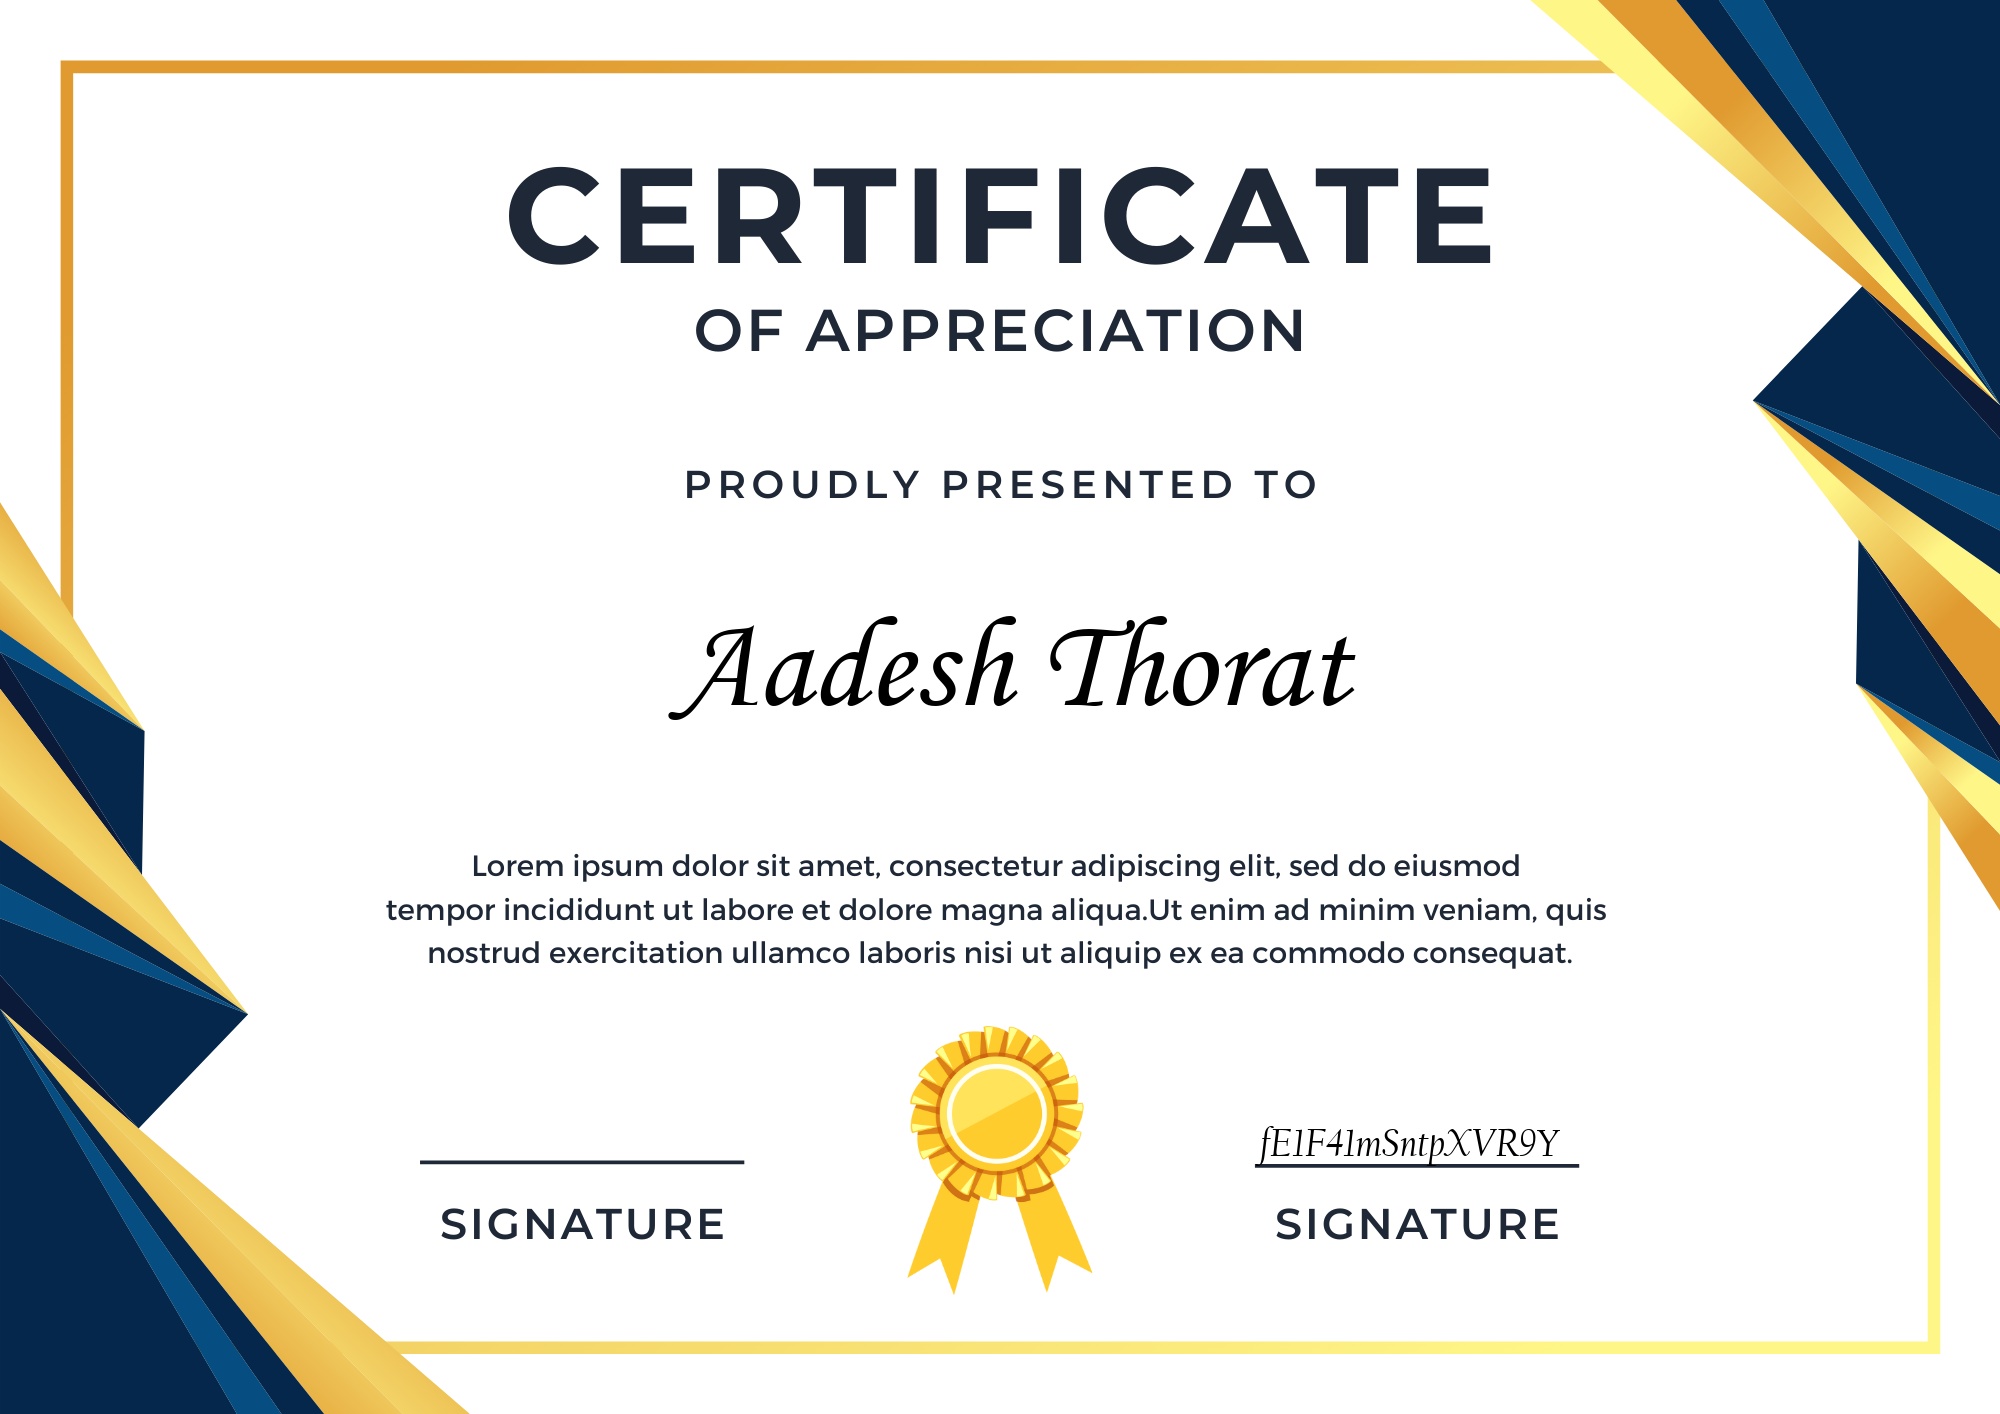 CERTIFICATE
OF APPRECIATION
PROUDLY PRESENTED TO
Aadesh Thorat
Lorem ipsum dolor sit amet, consectetur adipiscing elit, sed do eiusmod
tempor incididunt ut labore et dolore magna aliqua.Ut enim ad minim veniam, quis
nostrud exercitation ullamco laboris nisi ut aliquip ex ea commodo consequat.
fE1F41mSntpXVR9Y
SIGNATURE
SIGNATURE